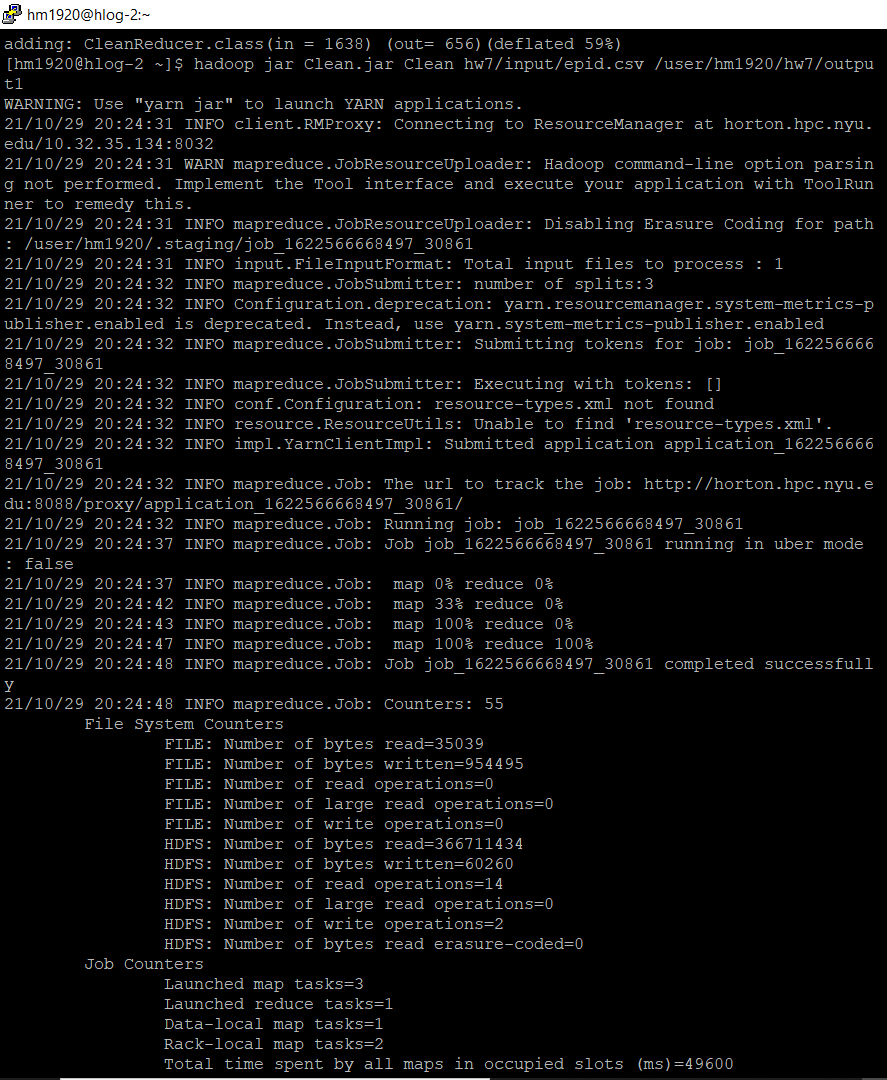 hm1920@hlog-2:~
adding: CleanReducer.class(in = 1638) (out= 656)(deflated 59%)
[hm1920@hlog-2 ~]$ hadoop jar Clean.jar Clean hw7/input/epid.csv /user/hm1920/hw7/outpu
t1
WARNING: Use "yarn jar" to launch YARN applications.
21/10/29 20:24:31 INFO client.RMProxy: Connecting to ResourceManager at horton.hpc.nyu.
edu/10.32.35.134:8032
21/10/29 20:24:31 WARN mapreduce.JobResourceUploader: Hadoop command-line option parsin
g not performed. Implement the Tool interface and execute your application with ToolRun
ner to remedy this.
21/10/29 20:24:31 INFO mapreduce.JobResourceUploader: Disabling Erasure Coding for path
: /user/hm1920/.staging/job_1622566668497_30861
21/10/29 20:24:31 INFO input.FileInputFormat: Total input files to process : 1
21/10/29 20:24:32 INFO mapreduce.JobSubmitter: number of splits:3
21/10/29 20:24:32 INFO Configuration.deprecation: yarn.resourcemanager.system-metrics-p
ublisher.enabled is deprecated. Instead, use yarn.system-metrics-publisher.enabled
21/10/29 20:24:32 INFO mapreduce.JobSubmitter: Submitting tokens for job: job_162256666
8497_30861
21/10/29 20:24:32 INFO mapreduce.JobSubmitter: Executing with tokens: []
21/10/29 20:24:32 INFO conf.Configuration: resource-types.xml not found
21/10/29 20:24:32 INFO resource.ResourceUtils: Unable to find 'resource-types.xml'.
21/10/29 20:24:32 INFO impl.YarnClientImpl: Submitted application application_162256666
8497_30861
21/10/29 20:24:32 INFO mapreduce.Job: The url to track the job: http://horton.hpc.nyu.e
du:8088/proxy/application_1622566668497_30861/
21/10/29 20:24:32 INFO mapreduce.Job: Running job: job_1622566668497_30861
21/10/29 20:24:37 INFO mapreduce.Job: Job job_1622566668497_30861 running in uber mode
: false
21/10/29 20:24:37 INFO mapreduce.Job:  map 0% reduce 0%
21/10/29 20:24:42 INFO mapreduce.Job:  map 33% reduce 0%
21/10/29 20:24:43 INFO mapreduce.Job:  map 100% reduce 0%
21/10/29 20:24:47 INFO mapreduce.Job:  map 100% reduce 100%
21/10/29 20:24:48 INFO mapreduce.Job: Job job_1622566668497_30861 completed successfull
y
21/10/29 20:24:48 INFO mapreduce.Job: Counters: 55
File System Counters
FILE: Number of bytes read=35039
FILE: Number of bytes written=954495
FILE: Number of read operations=0
FILE: Number of large read operations=0
FILE: Number of write operations=0
HDFS: Number of bytes read=366711434
HDFS: Number of bytes written=60260
HDFS: Number of read operations=14
HDFS: Number of large read operations=0
HDFS: Number of write operations=2
HDFS: Number of bytes read erasure-coded=0
Job Counters
Launched map tasks=3
Launched reduce tasks=1
Data-local map tasks=1
Rack-local map tasks=2
Total time spent by all maps in occupied slots (ms)=49600